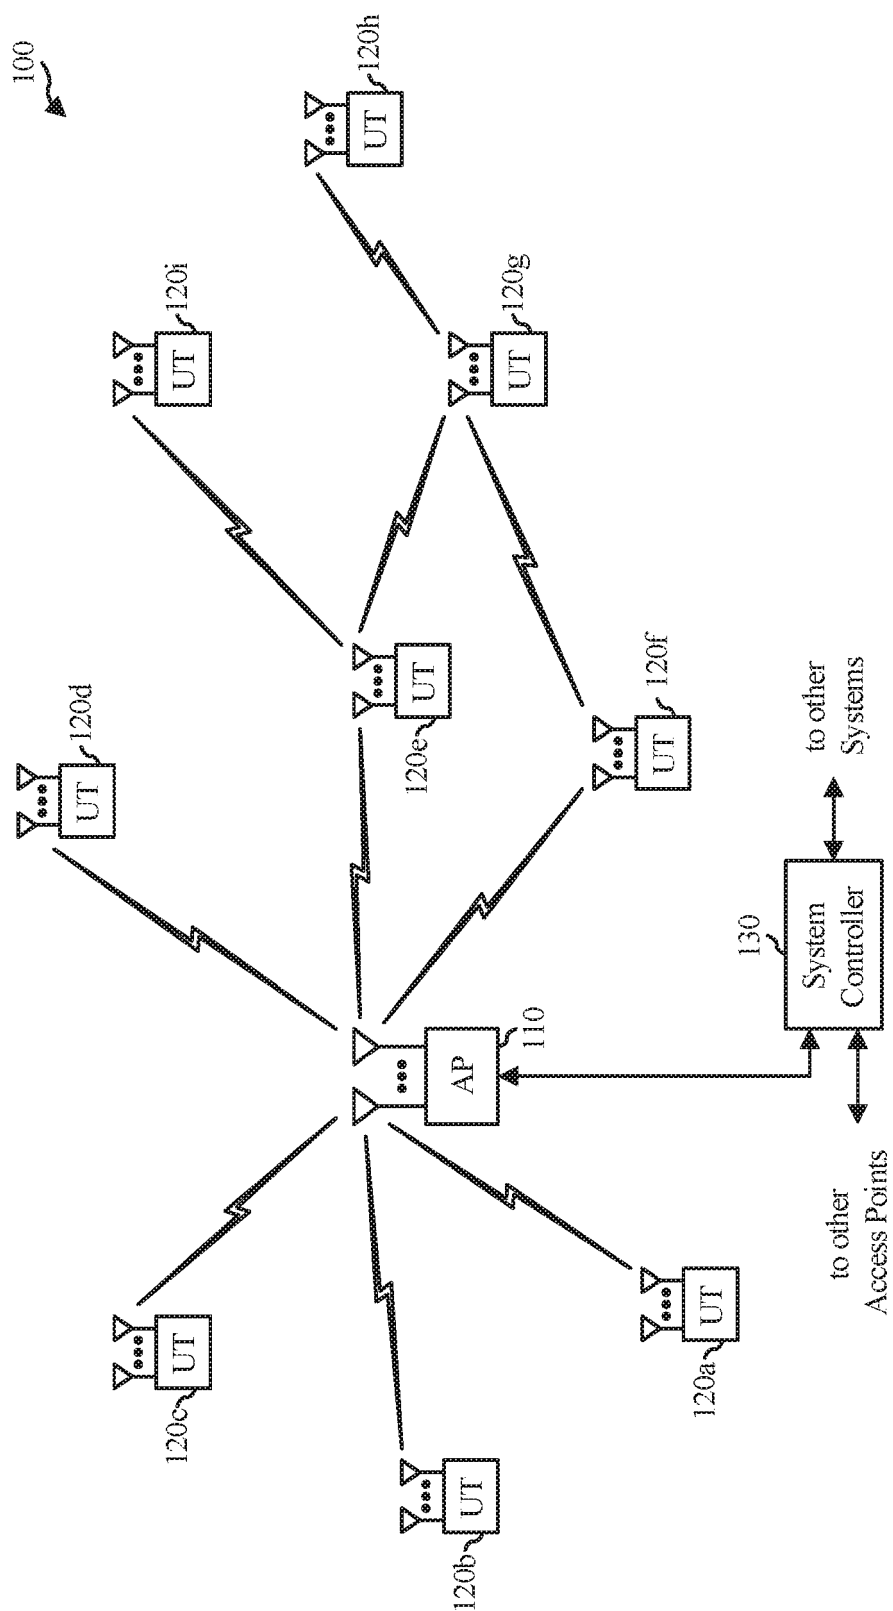 100
UT
120d
120c
UT
UT
120i
UT
120h
UT
120e
120b
UT
AP
110
UT
120g
UT
120f
120a
UT
130
System
Controller
to other
Systems
to other
Access Points